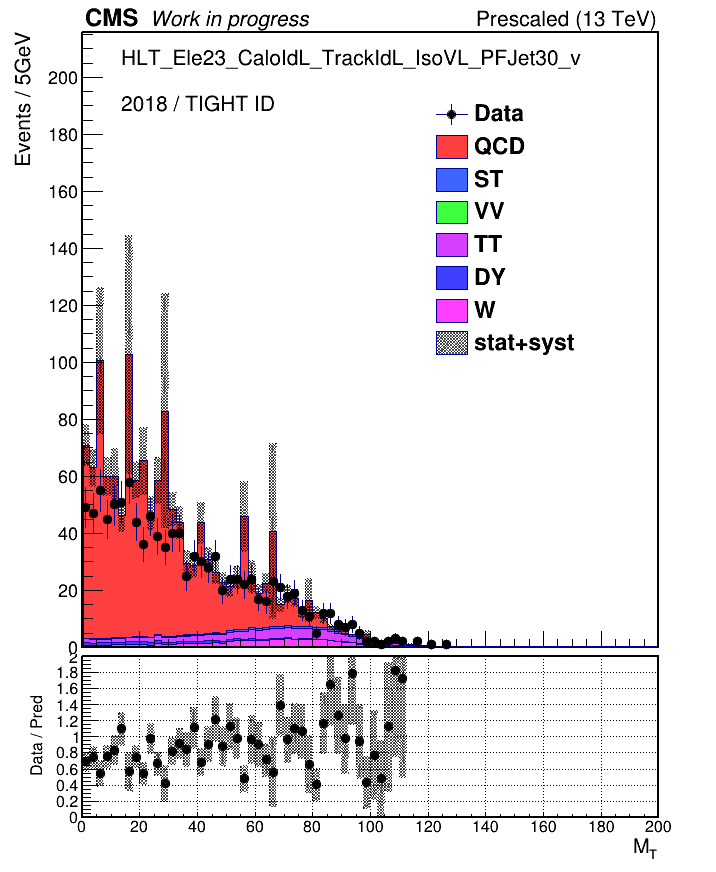 CMS Work in progress Prescaled (13 TeV)
HLT_Ele23_CaloIdL_TrackIdL_IsoVL_PFJet30_v
2018 / TIGHT ID
Events / 5GeV
200
180
160
140
120
100
80
60
40
20
0
Data
QCD
ST
VV
TT
DY
W
stat+syst
Data / Pred
2
1.8
1.6
1.4
1.2
1
0.8
0.6
0.4
0.2
0
0 20 40 60 80 100 120 140 160 180 200
M_T